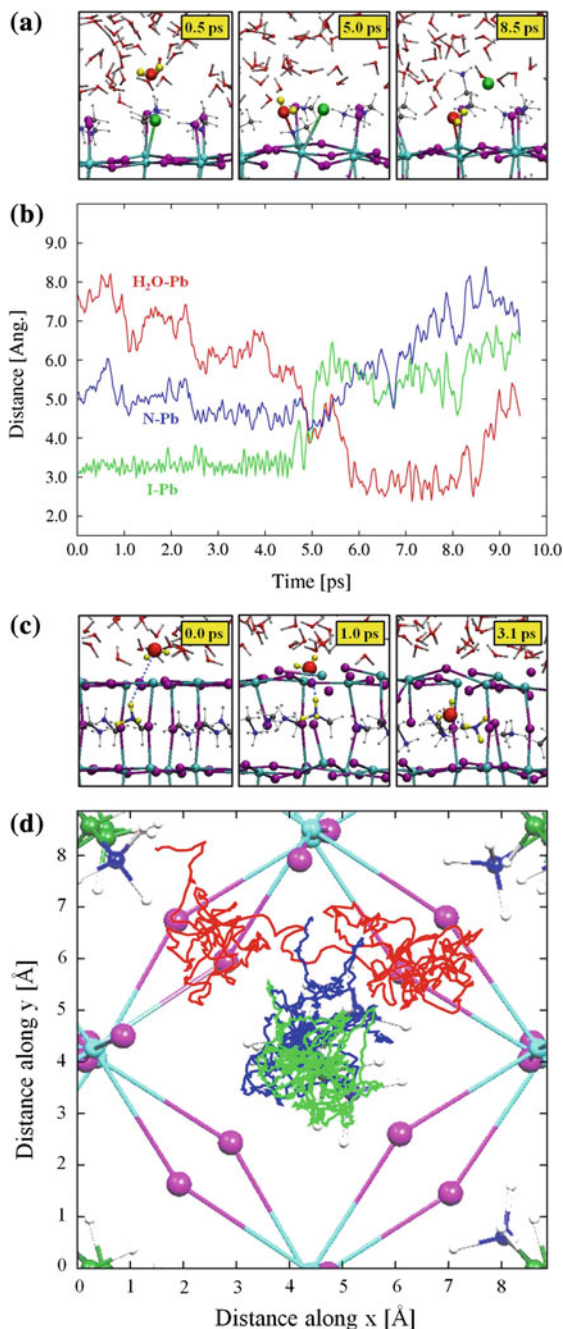 (a)
0.5 ps
5.0 ps
8.5 ps
(b)
9.0
8.0
7.0
6.0
5.0
4.0
3.0
2.0
1.0
Distance [Ang.]
H₂O-Pb
N-Pb
I-Pb
0.0 1.0 2.0 3.0 4.0 5.0 6.0 7.0 8.0 9.0 10.0
Time [ps]
(c)
0.0 ps
1.0 ps
3.1 ps
(d)
8
7
6
5
4
3
2
1
0
Distance along y [Å]
0 1 2 3 4 5 6 7 8
Distance along x [Å]